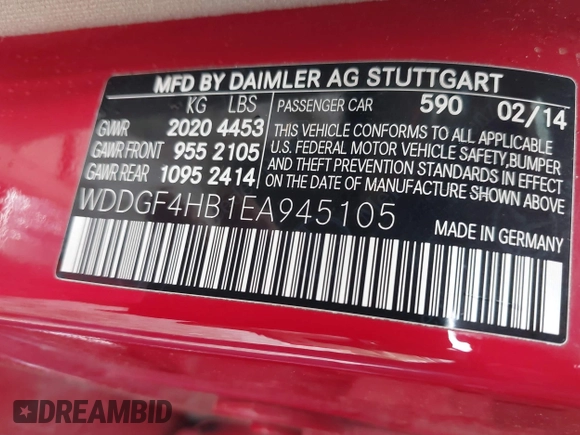 MFD BY DAIMLER AG STUTTGART
KG LBS
GVWR 2020 4453
GAWR FRONT 955 2105
GAWR REAR 1095 2414
PASSENGER CAR 590 02/14
THIS VEHICLE CONFORMS TO ALL APPLICABLE
U.S. FEDERAL MOTOR VEHICLE SAFETY, BUMPER
AND THEFT PREVENTION STANDARDS IN EFFECT
ON THE DATE OF MANUFACTURE SHOWN ABOVE.
WDDGF4HB1EA945105
MADE IN GERMANY
DREAMBID